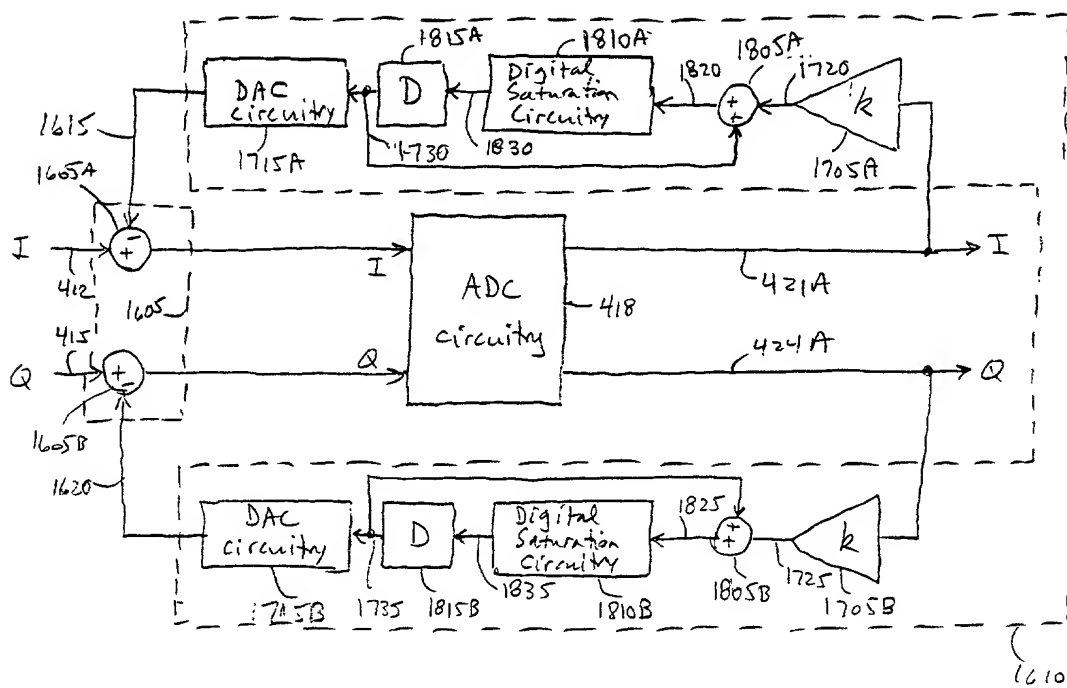 1815A
1810A
1805A
DAC
circuitry
D
Digital
Saturation
Circuitry
1820
1720
k
1615
1715A
1730
1830
1705A
1605A
+
+
-
+
I
412
I
ADC
circuitry
418
421A
I
1605
415
Q
+
-
Q
424A
Q
1605B
1620
DAC
circuitry
D
Digital
Saturation
Circuitry
1825
+
+
k
1725
1715B
1735
1815B
1835
1810B
1805B
1705B
1610